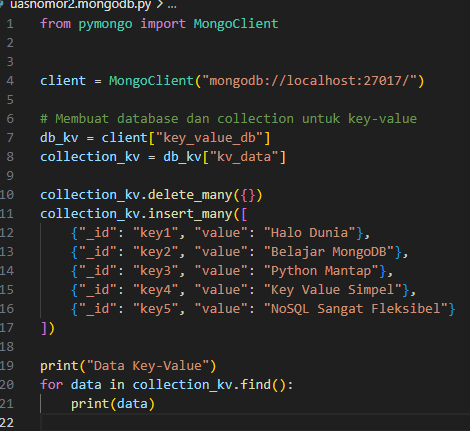 uasnomor2.mongodb.py > ...
1 from pymongo import MongoClient
2
3
4 client = MongoClient("mongodb://localhost:27017/")
5
6 # Membuat database dan collection untuk key-value
7 db_kv = client["key_value_db"]
8 collection_kv = db_kv["kv_data"]
9
10 collection_kv.delete_many({})
11 collection_kv.insert_many([
12     {"_id": "key1", "value": "Halo Dunia"},
13     {"_id": "key2", "value": "Belajar MongoDB"},
14     {"_id": "key3", "value": "Python Mantap"},
15     {"_id": "key4", "value": "Key Value Simpel"},
16     {"_id": "key5", "value": "NoSQL Sangat Fleksibel"}
17 ])
18
19 print("Data Key-Value")
20 for data in collection_kv.find():
21     print(data)
22